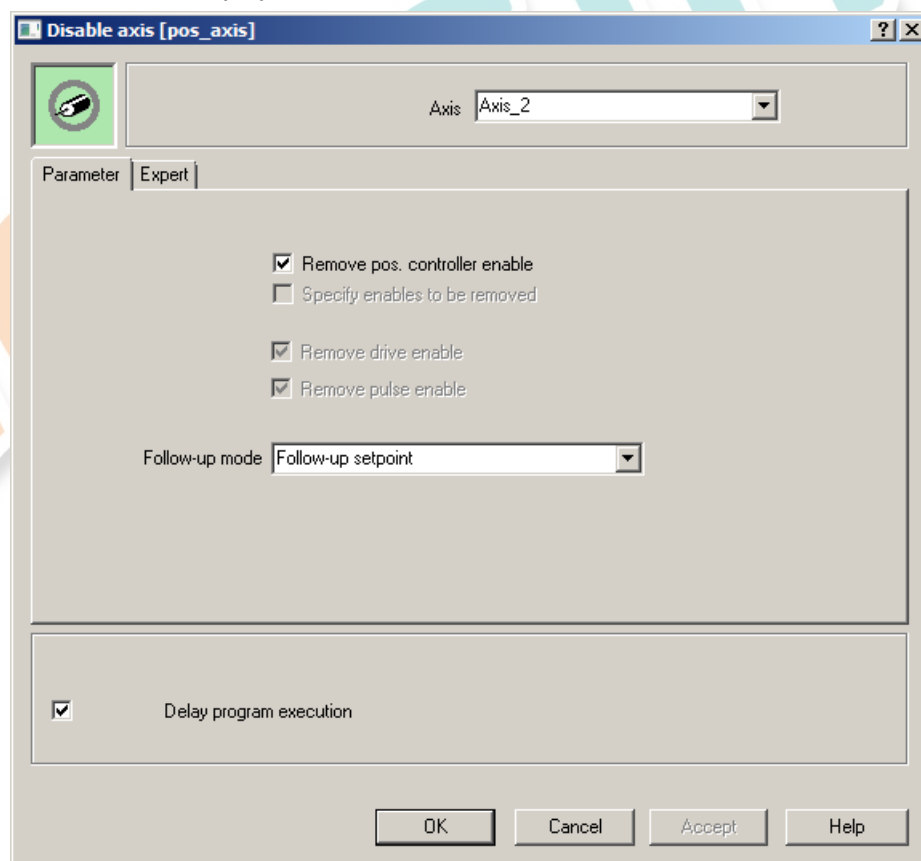 Disable axis [pos_axis]
Axis Axis_2
Parameter Expert
Remove pos. controller enable
Specify enables to be removed
Remove drive enable
Remove pulse enable
Follow-up mode Follow-up setpoint
Delay program execution
OK Cancel Accept Help